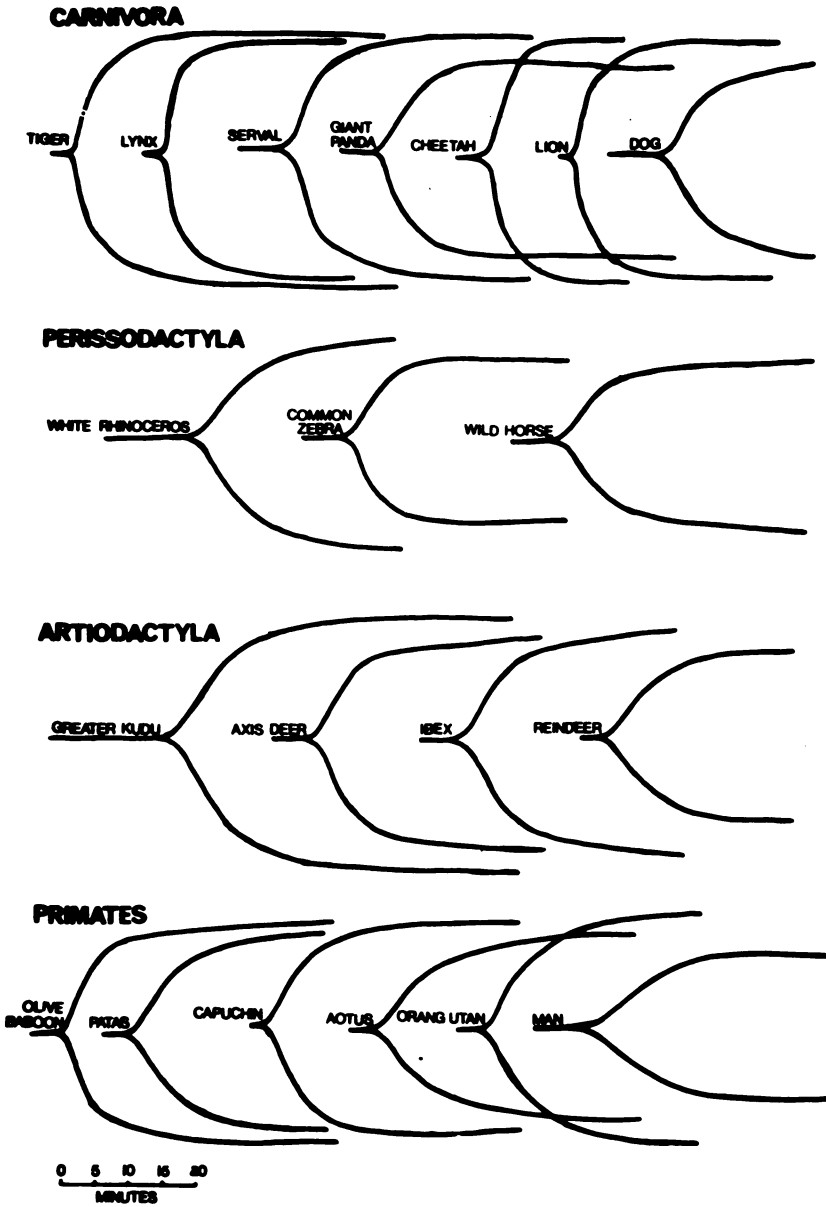 CARNIVORA
TIGER
LYNX
SERVAL
GIANT
PANDA
CHEETAH
LION
DOG
PERISSODACTYLA
WHITE RHINOCEROS
COMMON
ZEBRA
WILD HORSE
ARTIODACTYLA
GREATER KUDU
AXIS DEER
IBEX
REINDEER
PRIMATES
OLIVE
BABOON
PATAS
CAPUCHIN
AOTUS
ORANG UTAN
MAN
0 5 10 15 20
MINUTES